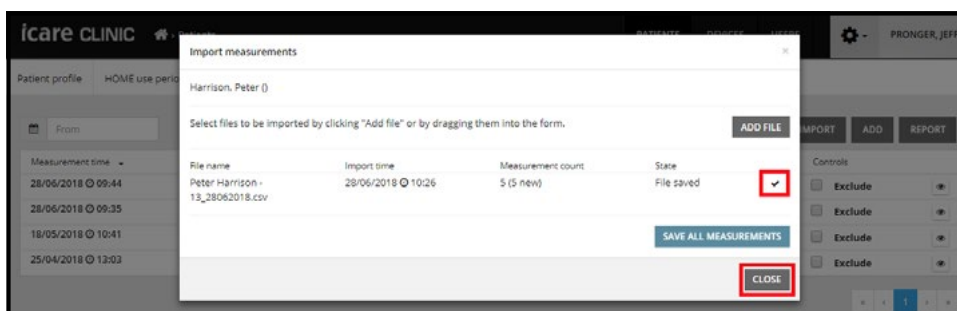 icare CLINIC Patients PATIENTS DEVICES USERS PRONGER, JEFF
Import measurements ×
Patient profile HOME use perio
Harrison, Peter ()
Select files to be imported by clicking "Add file" or by dragging them into the form. ADD FILE
From IMPORT ADD REPORT
Measurement time File name Import time Measurement count State Controls
28/06/2018 09:44 Peter Harrison - 28/06/2018 10:26 5 (5 new) File saved Exclude
13_28062018.csv
28/06/2018 09:35 Exclude
18/05/2018 10:41 SAVE ALL MEASUREMENTS Exclude
25/04/2018 13:03 Exclude
CLOSE
« ‹ 1 › »